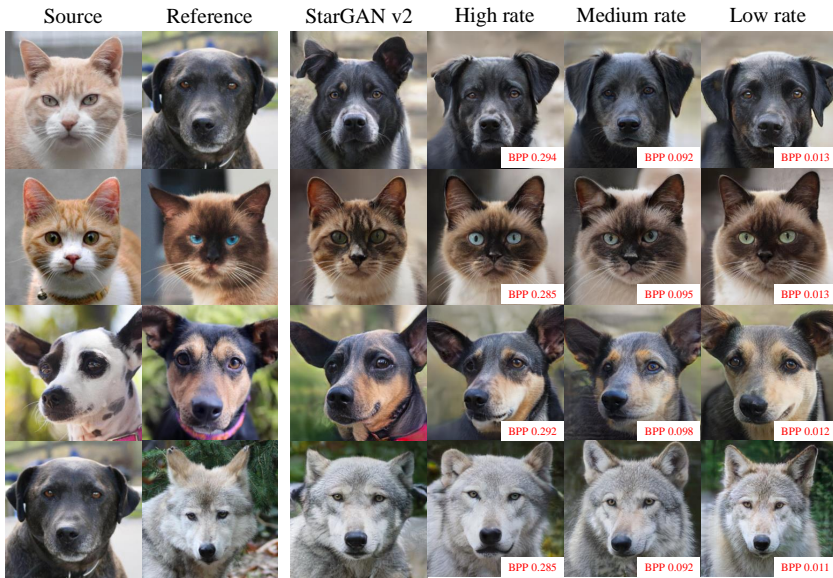 Source Reference StarGAN v2 High rate Medium rate Low rate
BPP 0.294 BPP 0.092 BPP 0.013
BPP 0.285 BPP 0.095 BPP 0.013
BPP 0.292 BPP 0.098 BPP 0.012
BPP 0.285 BPP 0.092 BPP 0.011